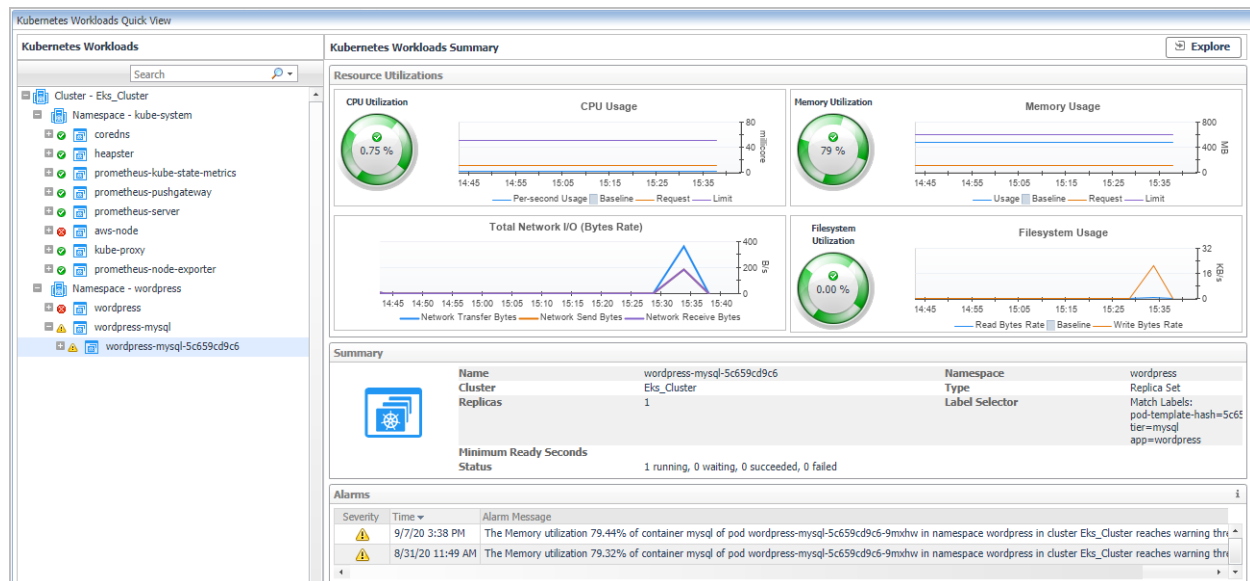 Kubernetes Workloads Quick View
Kubernetes Workloads
Search
Cluster - Eks_Cluster
Namespace - kube-system
coredns
heapster
prometheus-kube-state-metrics
prometheus-pushgateway
prometheus-server
aws-node
kube-proxy
prometheus-node-exporter
Namespace - wordpress
wordpress
wordpress-mysql
wordpress-mysql-5c659cd9c6
Kubernetes Workloads Summary
Explore
Resource Utilizations
CPU Utilization
0.75 %
CPU Usage
80
40
0
millicore
14:45 14:55 15:05 15:15 15:25 15:35
Per-second Usage Baseline Request Limit
Memory Utilization
79 %
Memory Usage
800
400
0
MB
14:45 14:55 15:05 15:15 15:25 15:35
Usage Baseline Request Limit
Total Network I/O (Bytes Rate)
400
200
0
B/s
14:45 14:50 14:55 15:00 15:05 15:10 15:15 15:20 15:25 15:30 15:35 15:40
Network Transfer Bytes Network Send Bytes Network Receive Bytes
Filesystem
Utilization
0.00 %
Filesystem Usage
32
16
0
KB/s
14:45 14:55 15:05 15:15 15:25 15:35
Read Bytes Rate Baseline Write Bytes Rate
Summary
Name wordpress-mysql-5c659cd9c6 Namespace wordpress
Cluster Eks_Cluster Type Replica Set
Replicas 1 Label Selector Match Labels:
pod-template-hash=5c65
tier=mysql
app=wordpress
Minimum Ready Seconds
Status 1 running, 0 waiting, 0 succeeded, 0 failed
Alarms
Severity Time Alarm Message
9/7/20 3:38 PM The Memory utilization 79.44% of container mysql of pod wordpress-mysql-5c659cd9c6-9mxhw in namespace wordpress in cluster Eks_Cluster reaches warning thre
8/31/20 11:49 AM The Memory utilization 79.32% of container mysql of pod wordpress-mysql-5c659cd9c6-9mxhw in namespace wordpress in cluster Eks_Cluster reaches warning thre